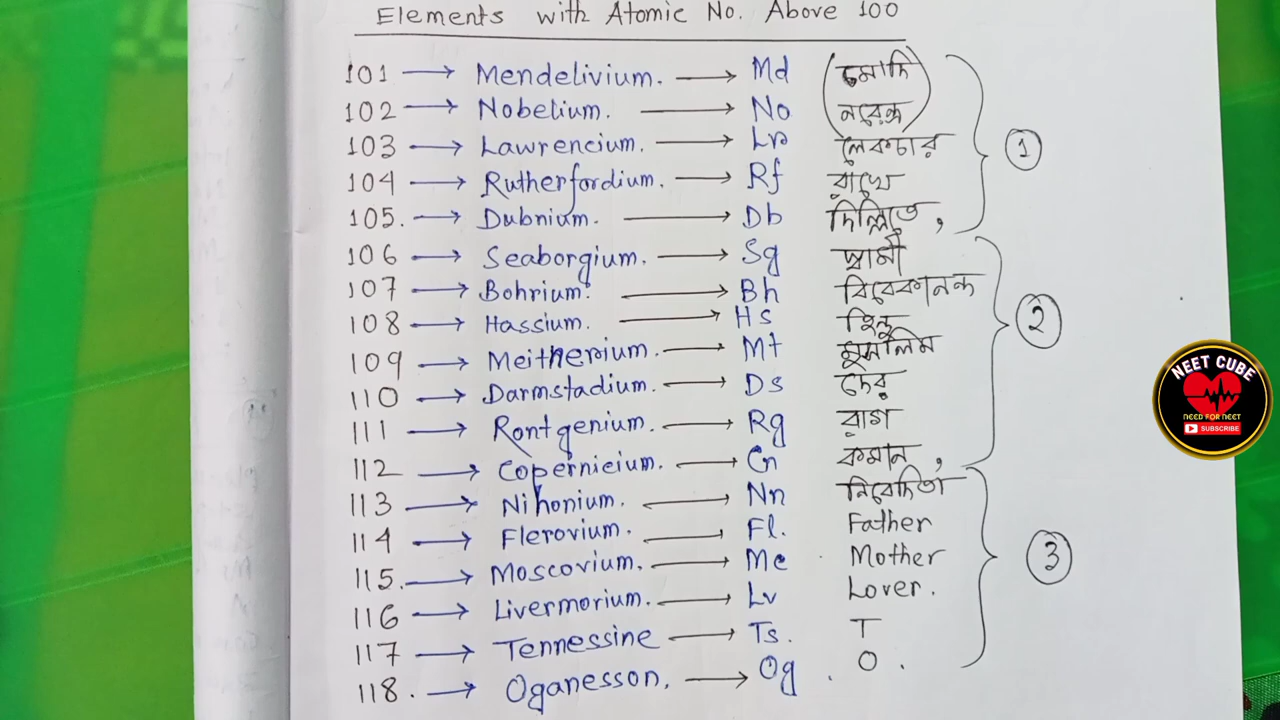 Elements with Atomic No. Above 100
101 → Mendelivium. → Md (মোদি
102 → Nobelium. → No নরেন্দ্র)
103 → Lawrencium. → Lr লেকচার
104 → Rutherfordium. → Rf রাখে
105. → Dubnium. → Db দিল্লিতে,
1
106 → Seaborgium. → Sg স্বামী
107 → Bohrium. → Bh বিবেকানন্দ
108 → Hassium. → Hs হিন্দু
109 → Meitherium. → Mt মুসলিম
110 → Darmstadium. → Ds দের
111 → Rontgenium. → Rg রাগ
112 → Copernicium. → Cn কমান,
2
113 → Nihonium. → Nn নিবেদিতা
114 → Flerovium. → Fl. Father
115. → Moscovium. → Mc Mother
116 → Livermorium. → Lv Lover.
117 → Tennessine → Ts. T
118. → Oganesson. → Og. O.
3
NEET CUBE
NEED FOR NEET
SUBSCRIBE